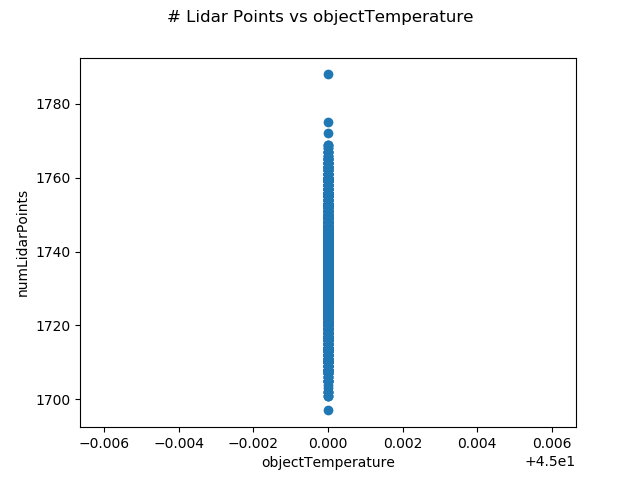 # Lidar Points vs objectTemperature
1780
1760
1740
1720
1700
numLidarPoints
−0.006 −0.004 −0.002 0.000 0.002 0.004 0.006
objectTemperature
+4.5e1